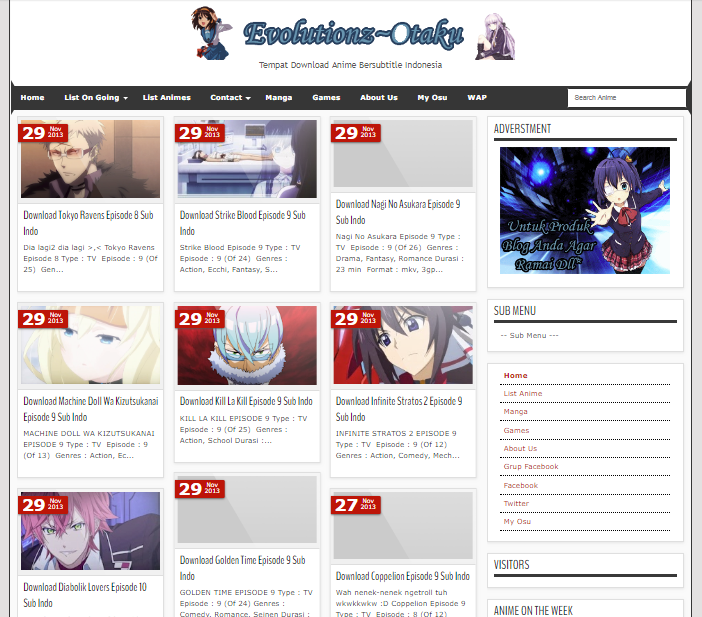 Evolutionz~Otaku
Tempat Download Anime Bersubtitle Indonesia
Home List On Going List Animes Contact Manga Games About Us My Osu WAP Search Anime
29 Nov 2013
Download Tokyo Ravens Episode 8 Sub
Indo
Dia lagi2 dia lagi >,< Tokyo Ravens
Episode 8 Type : TV Episode : 9 (Of
25) Gen...
29 Nov 2013
Download Strike Blood Episode 9 Sub
Indo
Strike Blood Episode 9 Type : TV
Episode : 9 (Of 24) Genres :
Action, Ecchi, Fantasy, S...
29 Nov 2013
Download Nagi No Asukara Episode 9
Sub Indo
Nagi No Asukara Episode 9 Type :
TV Episode : 9 (Of 26) Genres :
Drama, Fantasy, Romance Durasi :
23 min Format : mkv, 3gp...
29 Nov 2013
Download Machine Doll Wa Kizutsukanai
Episode 9 Sub Indo
MACHINE DOLL WA KIZUTSUKANAI
EPISODE 9 Type : TV Episode : 9
(Of 13) Genres : Action, Ec...
29 Nov 2013
Download Kill La Kill Episode 9 Sub Indo
KILL LA KILL EPISODE 9 Type : TV
Episode : 9 (Of 25) Genres :
Action, School Durasi :...
29 Nov 2013
Download Infinite Stratos 2 Episode 9
Sub Indo
INFINITE STRATOS 2 EPISODE 9
Type : TV Episode : 9 (Of 12)
Genres : Action, Comedy, Mech...
29 Nov 2013
Download Diabolik Lovers Episode 10
Sub Indo
29 Nov 2013
Download Golden Time Episode 9 Sub
Indo
GOLDEN TIME EPISODE 9 Type : TV
Episode : 9 (Of 24) Genres :
Comedy, Romance, Seinen Durasi :
27 Nov 2013
Download Coppelion Episode 9 Sub Indo
Wah nenek-nenek ngetroll tuh
wkwkkwkw :D Coppelion Episode 9
Type : TV Episode : 8 (Of 12)
ADVERSTMENT
Untuk Produk
Blog Anda Agar
Ramai Dll"
SUB MENU
-- Sub Menu ---
Home
List Anime
Manga
Games
About Us
Grup Facebook
Facebook
Twitter
My Osu
VISITORS
ANIME ON THE WEEK